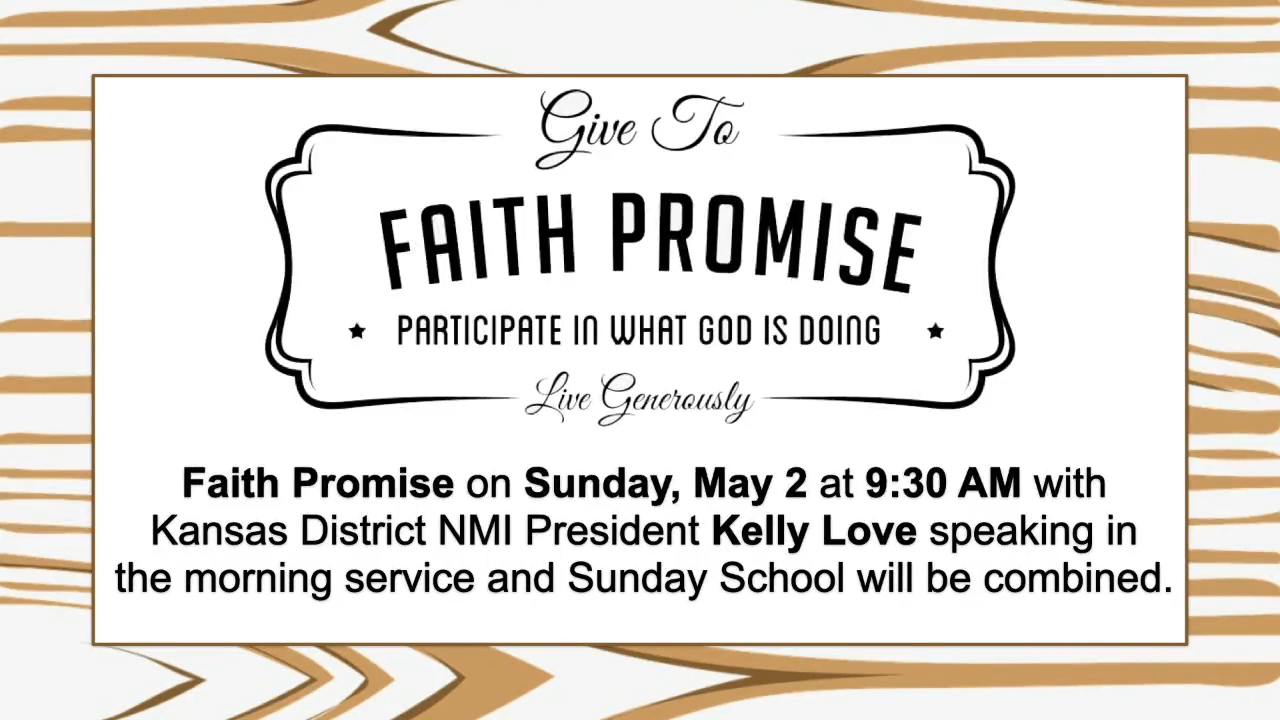 Give To
FAITH PROMISE
PARTICIPATE IN WHAT GOD IS DOING
Live Generously
Faith Promise on Sunday, May 2 at 9:30 AM with
Kansas District NMI President Kelly Love speaking in
the morning service and Sunday School will be combined.